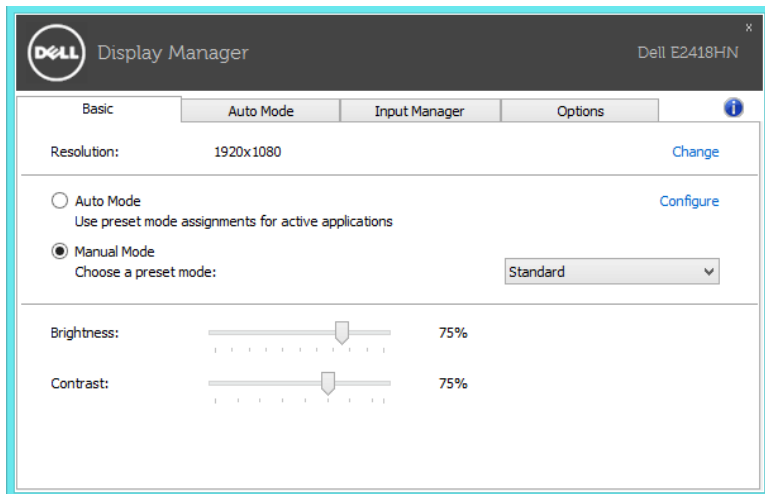 DELL Display Manager Dell E2418HN x
Basic Auto Mode Input Manager Options i
Resolution: 1920x1080 Change
Auto Mode Configure
Use preset mode assignments for active applications
Manual Mode
Choose a preset mode: Standard
Brightness: 75%
Contrast: 75%